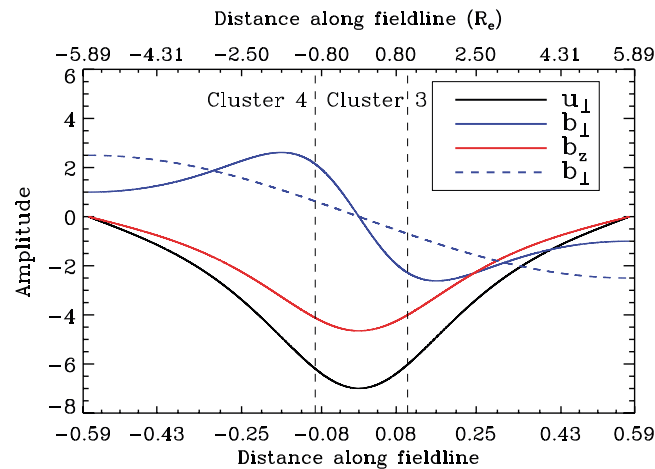 Distance along fieldline (Rₑ)
-5.89 -4.31 -2.50 -0.80 0.80 2.50 4.31 5.89
6
4
2
0
-2
-4
-6
-8
Amplitude
Cluster 4 Cluster 3
u⊥
b⊥
b_z
b⊥
-0.59 -0.43 -0.25 -0.08 0.08 0.25 0.43 0.59
Distance along fieldline